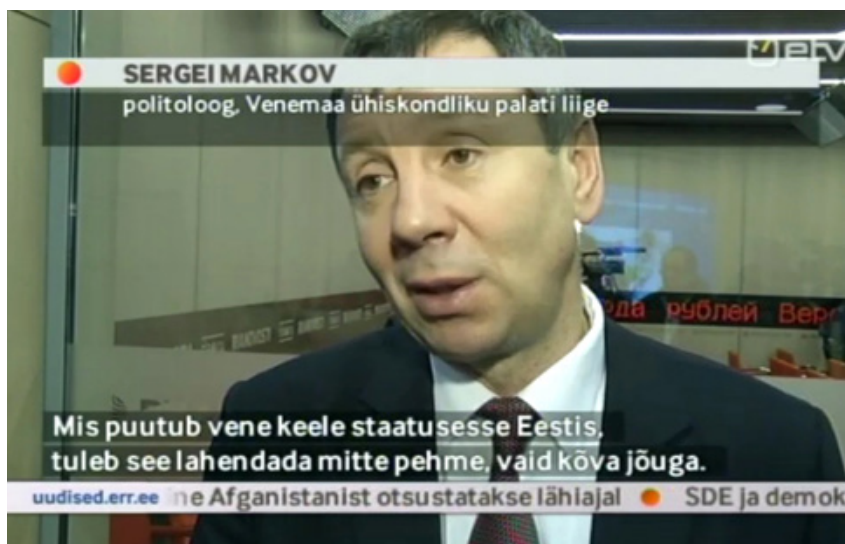 etv
SERGEI MARKOV
politoloog, Venemaa ühiskondliku palati liige
рублей
Mis puutub vene keele staatusesse Eestis,
tuleb see lahendada mitte pehme, vaid kõva jõuga.
uudised.err.ee ne Afganistanist otsustatakse lähiajal SDE ja demok